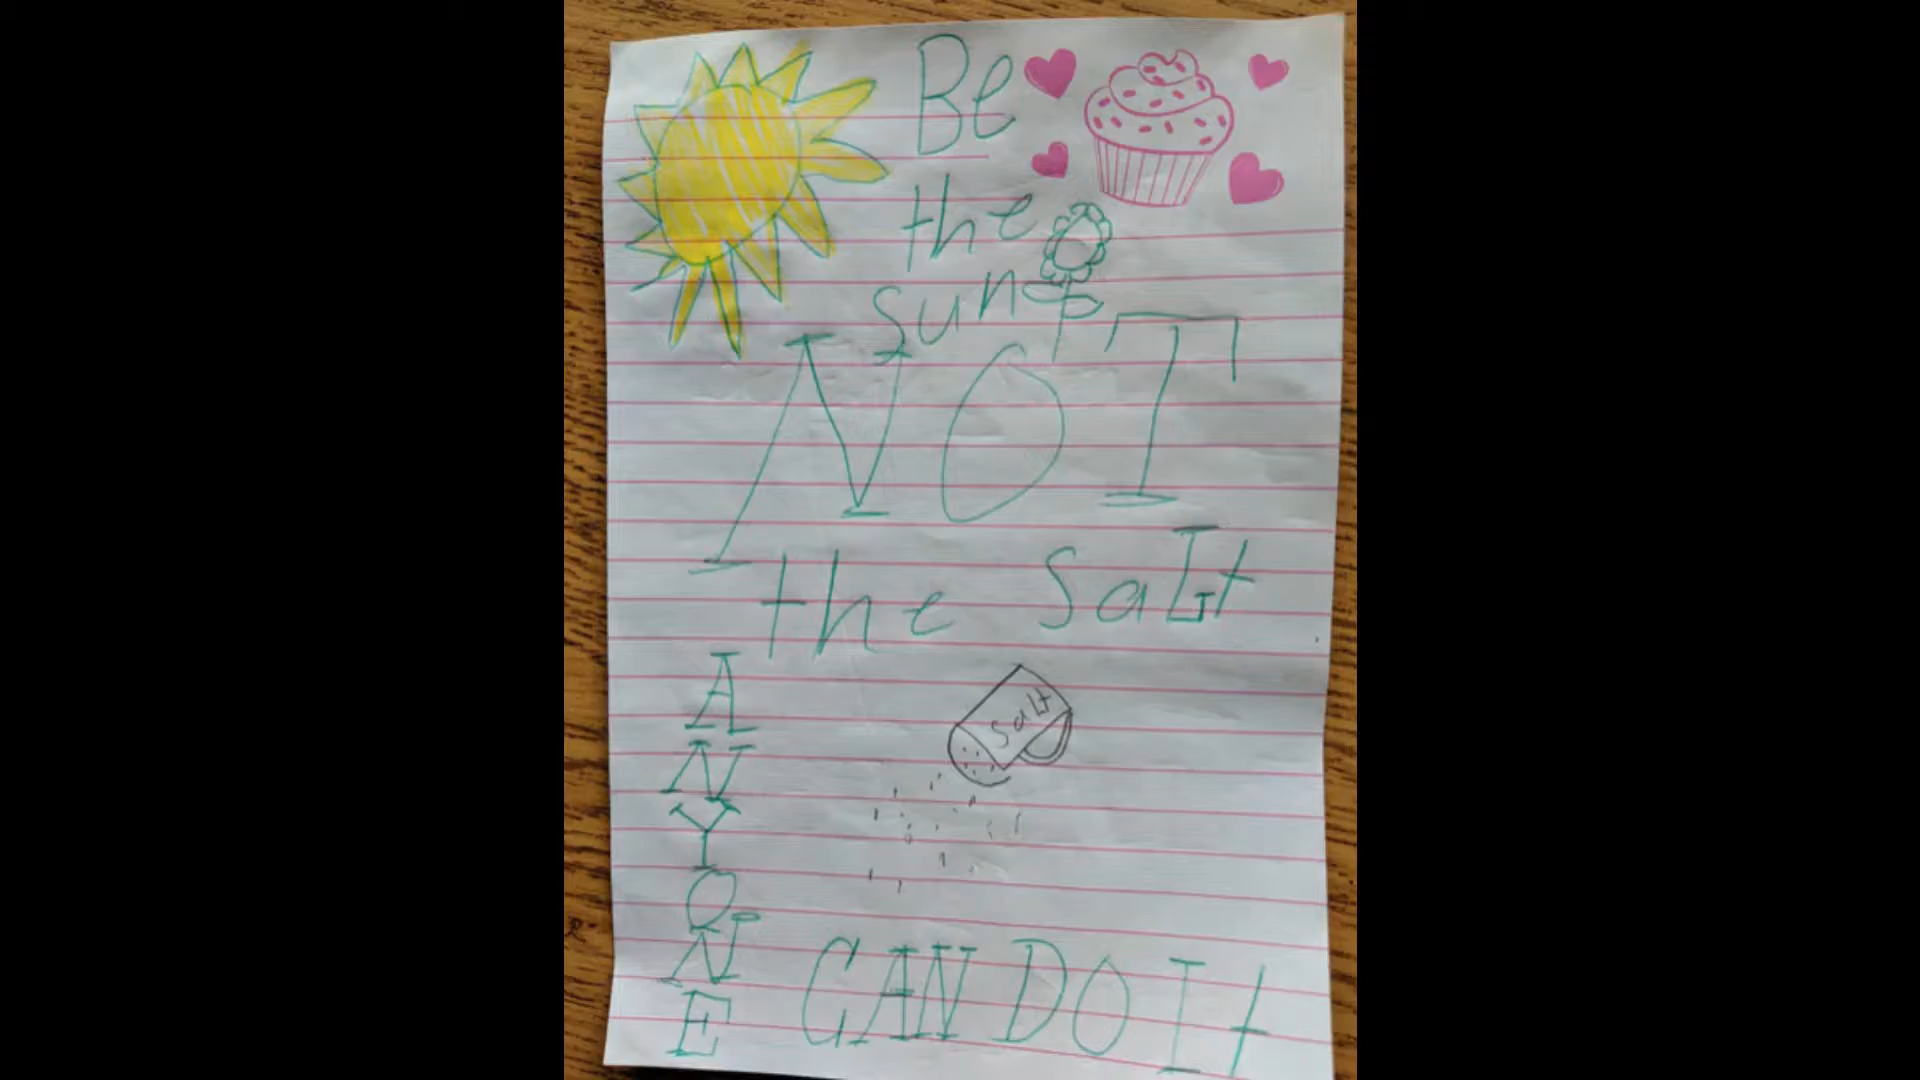 Be
the
sun
NOT
the Salt
Salt
ANYONE
CAN DO It